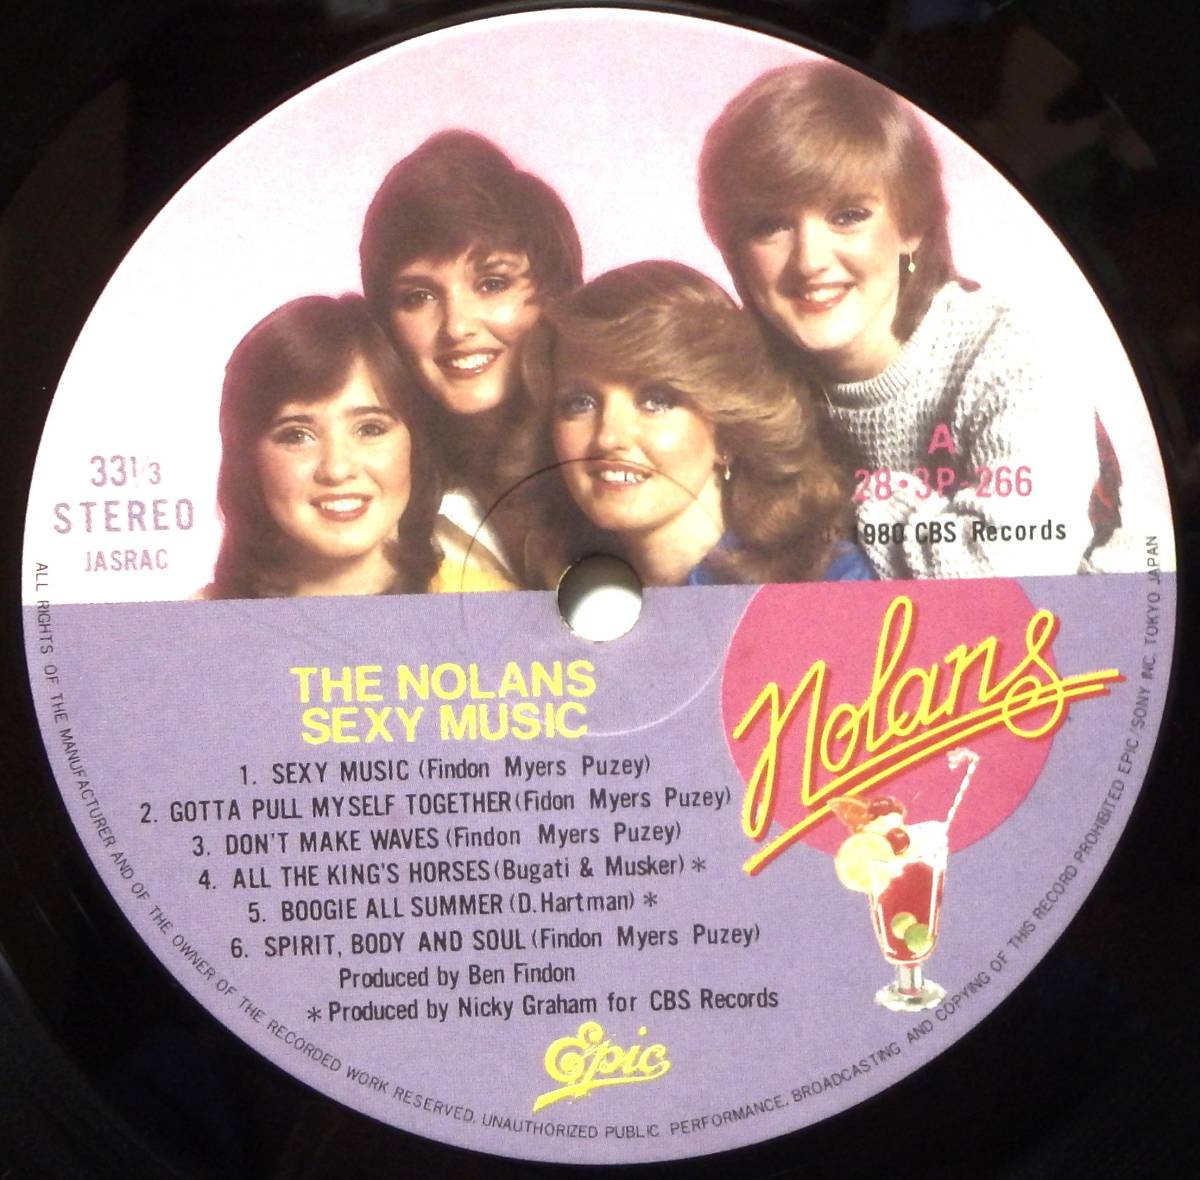 33 1/3
STEREO
JASRAC
A
28・3P-266
1980 CBS Records
THE NOLANS
SEXY MUSIC
Nolans
1. SEXY MUSIC (Findon Myers Puzey)
2. GOTTA PULL MYSELF TOGETHER (Fidon Myers Puzey)
3. DON'T MAKE WAVES (Findon Myers Puzey)
4. ALL THE KING'S HORSES (Bugati & Musker) *
5. BOOGIE ALL SUMMER (D. Hartman) *
6. SPIRIT, BODY AND SOUL (Findon Myers Puzey)
Produced by Ben Findon
* Produced by Nicky Graham for CBS Records
Epic
ALL RIGHTS OF THE MANUFACTURER AND OF THE OWNER OF THE RECORDED WORK RESERVED. UNAUTHORIZED PUBLIC PERFORMANCE, BROADCASTING AND COPYING OF THIS RECORD PROHIBITED EPIC/SONY INC. TOKYO JAPAN